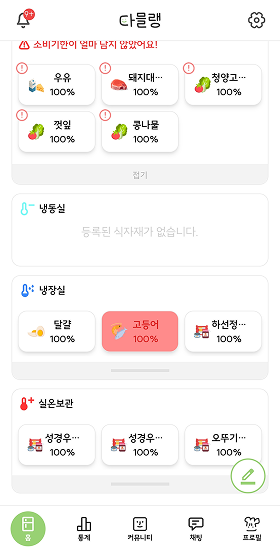 9+
다믈랭
소비기한이 얼마 남지 않았어요!
우유
100%
돼지대…
100%
청양고…
100%
깻잎
100%
콩나물
100%
접기
냉동실
등록된 식자재가 없습니다.
냉장실
달걀
100%
고등어
100%
하선정…
100%
실온보관
성경우…
100%
성경우…
100%
오뚜기…
100%
홈
통계
커뮤니티
채팅
프로필